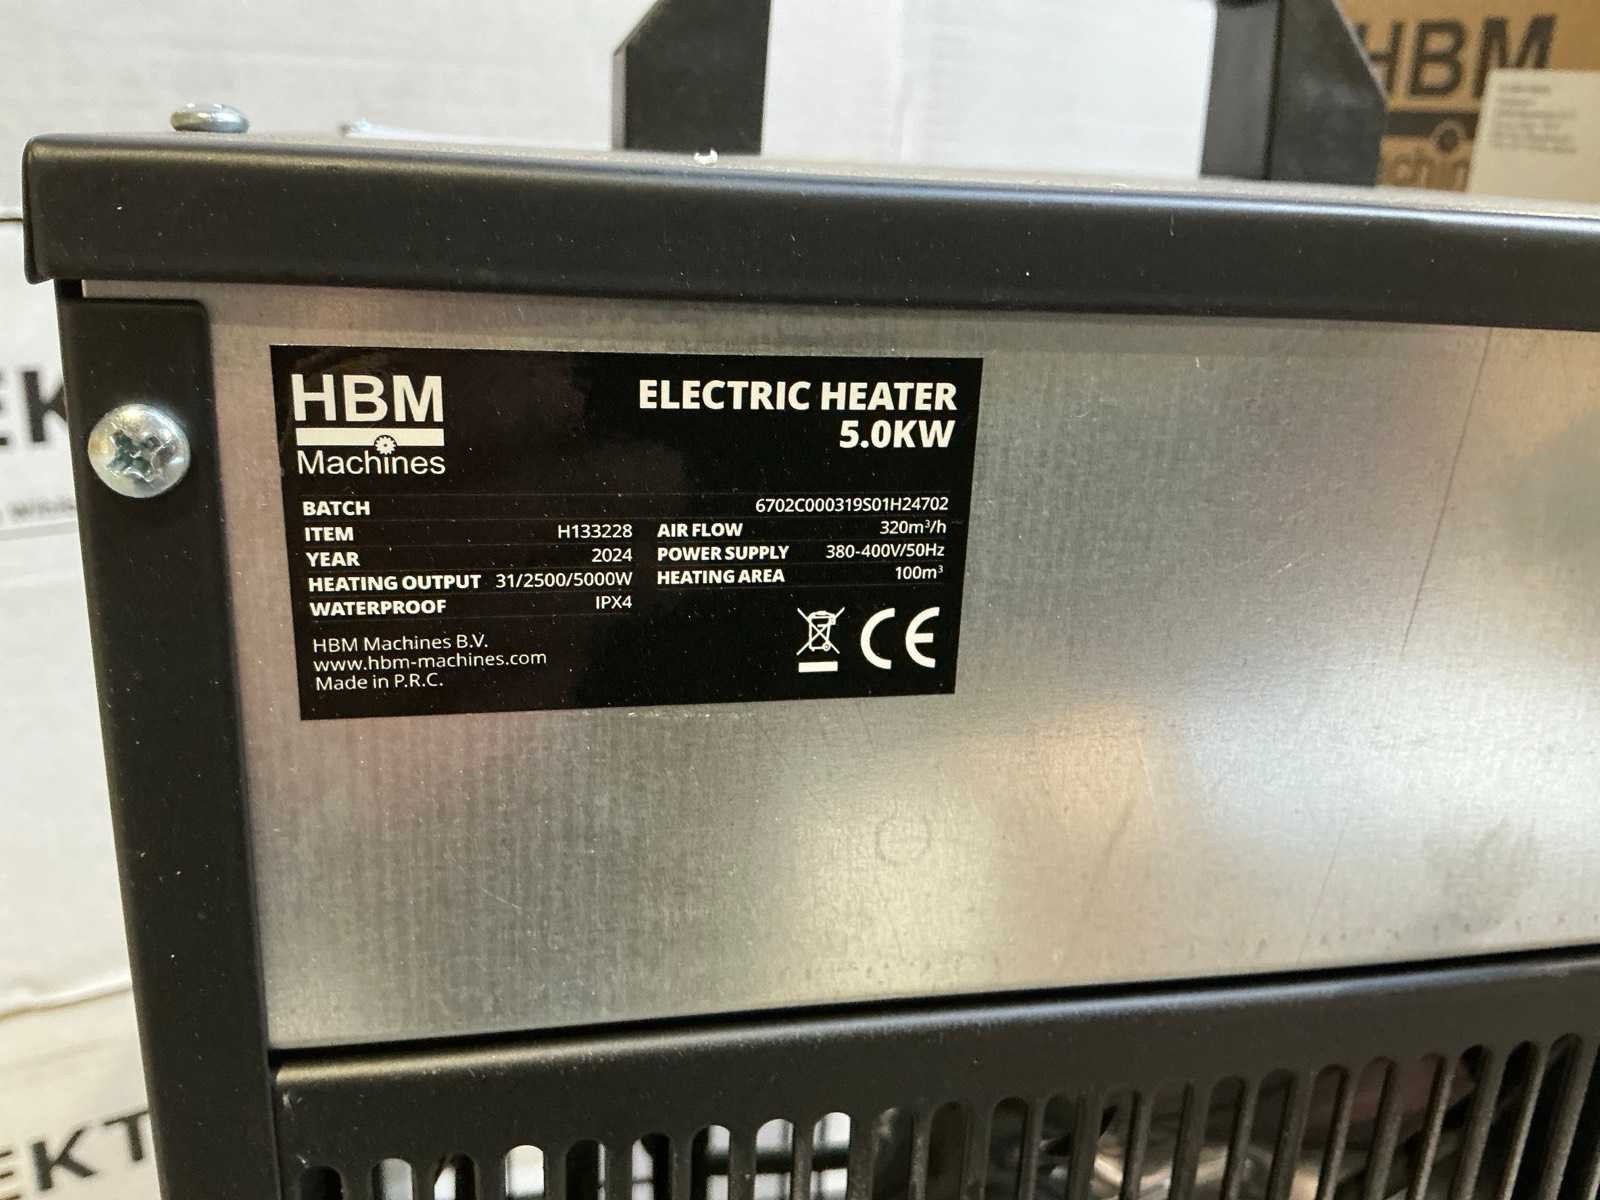 HBM
Machines
ELECTRIC HEATER
5.0KW
BATCH 6702C000319S01H24702
ITEM H133228 AIR FLOW 320m³/h
YEAR 2024 POWER SUPPLY 380-400V/50Hz
HEATING OUTPUT 31/2500/5000W HEATING AREA 100m³
WATERPROOF IPX4
HBM Machines B.V.
www.hbm-machines.com
Made in P.R.C.
CE
HBM